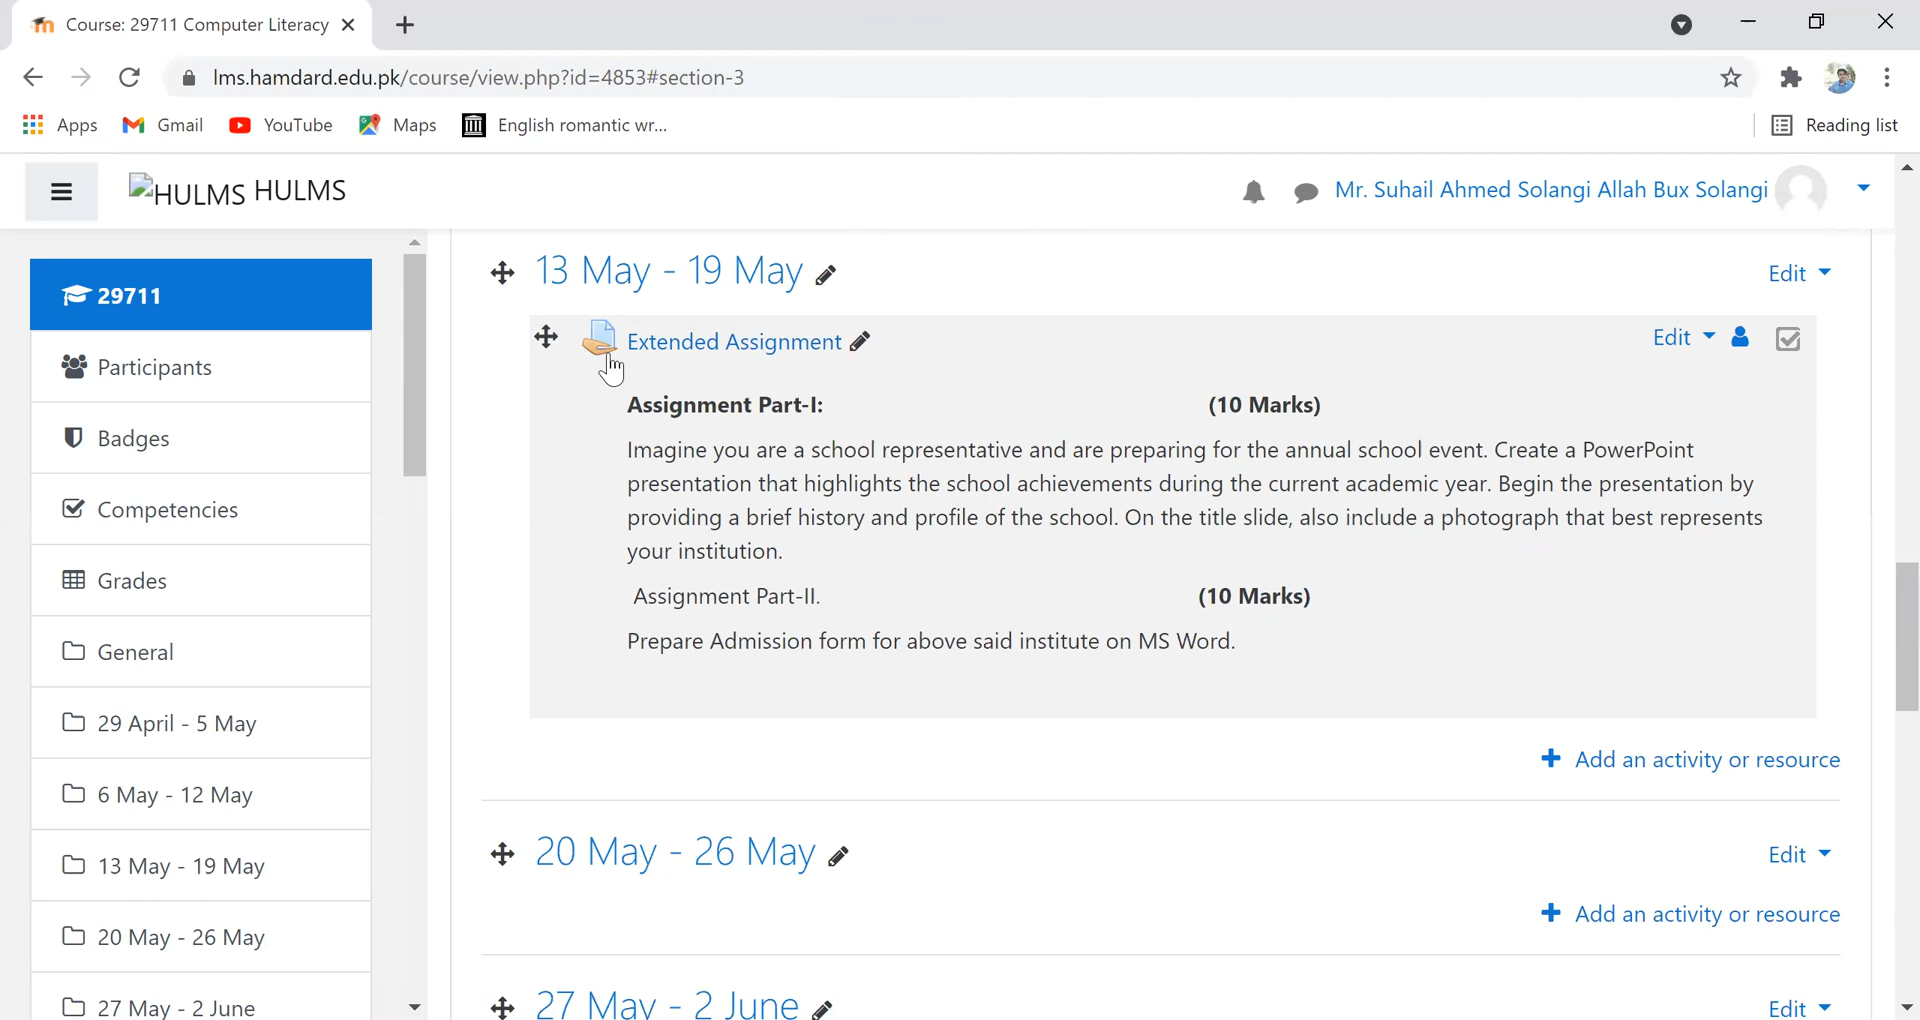 Course: 29711 Computer Literacy
lms.hamdard.edu.pk/course/view.php?id=4853#section-3
Apps Gmail YouTube Maps English romantic wr... Reading list
HULMS HULMS Mr. Suhail Ahmed Solangi Allah Bux Solangi
29711
Participants
Badges
Competencies
Grades
General
29 April - 5 May
6 May - 12 May
13 May - 19 May
20 May - 26 May
27 May - 2 June
13 May - 19 May Edit
Extended Assignment Edit
Assignment Part-I: (10 Marks)
Imagine you are a school representative and are preparing for the annual school event. Create a PowerPoint
presentation that highlights the school achievements during the current academic year. Begin the presentation by
providing a brief history and profile of the school. On the title slide, also include a photograph that best represents
your institution.
Assignment Part-II. (10 Marks)
Prepare Admission form for above said institute on MS Word.
Add an activity or resource
20 May - 26 May Edit
Add an activity or resource
27 May - 2 June Edit